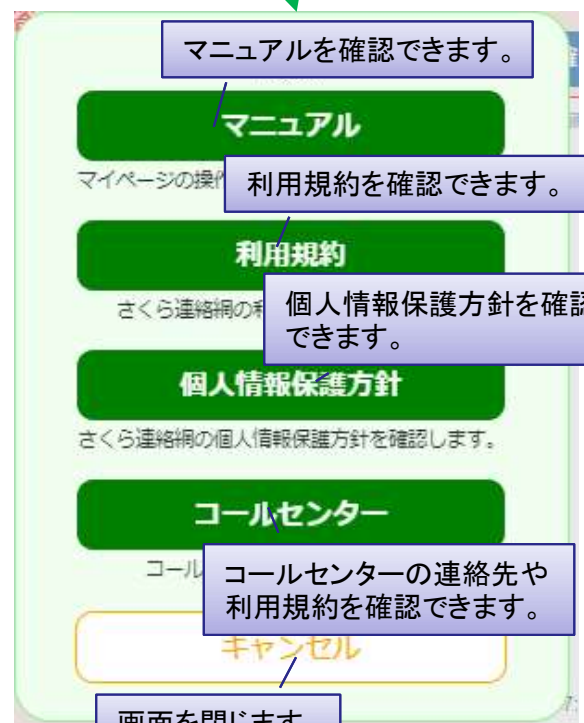 マニュアルを確認できます。
マニュアル
マイページの操作
利用規約を確認できます。
利用規約
さくら連絡網の利
個人情報保護方針を確認
できます。
個人情報保護方針
さくら連絡網の個人情報保護方針を確認します。
コールセンター
コール
コールセンターの連絡先や
利用規約を確認できます。
キャンセル
画面を閉じます